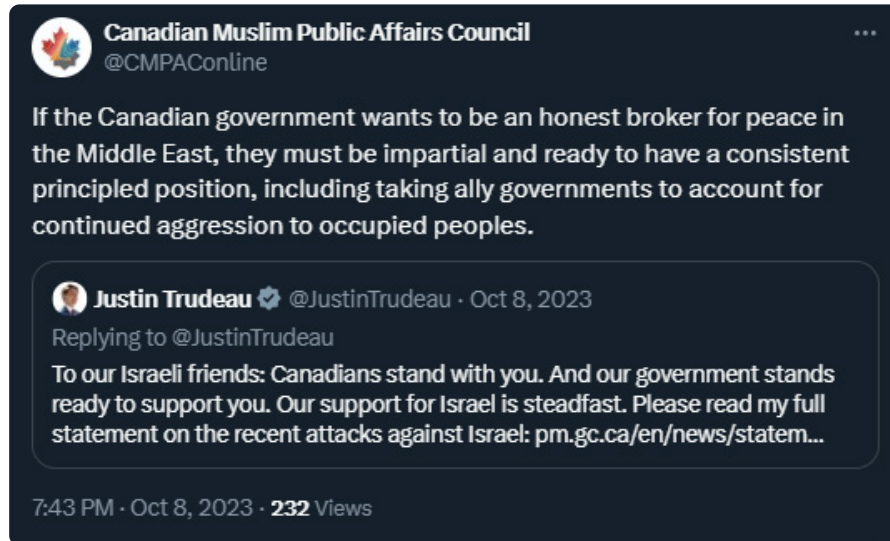 Canadian Muslim Public Affairs Council
@CMPAConline
If the Canadian government wants to be an honest broker for peace in
the Middle East, they must be impartial and ready to have a consistent
principled position, including taking ally governments to account for
continued aggression to occupied peoples.
Justin Trudeau @JustinTrudeau · Oct 8, 2023
Replying to @JustinTrudeau
To our Israeli friends: Canadians stand with you. And our government stands
ready to support you. Our support for Israel is steadfast. Please read my full
statement on the recent attacks against Israel: pm.gc.ca/en/news/statem...
7:43 PM · Oct 8, 2023 · 232 Views